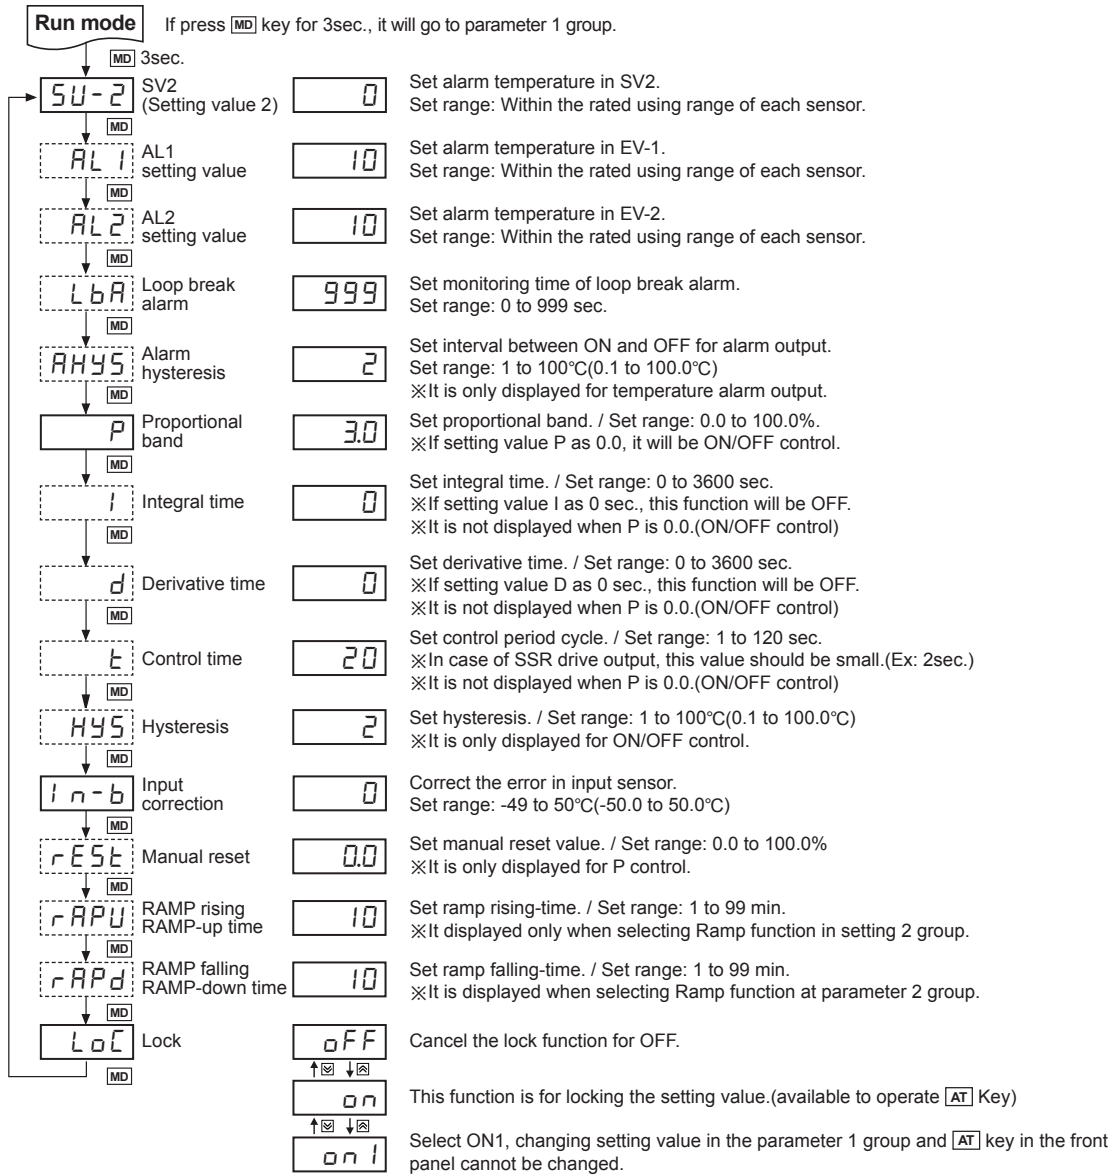 Run mode If press MD key for 3sec., it will go to parameter 1 group.
MD 3sec.
SU-2 SV2 (Setting value 2) 0 Set alarm temperature in SV2.
Set range: Within the rated using range of each sensor.
MD
AL1 AL1 setting value 10 Set alarm temperature in EV-1.
Set range: Within the rated using range of each sensor.
MD
AL2 AL2 setting value 10 Set alarm temperature in EV-2.
Set range: Within the rated using range of each sensor.
MD
LbA Loop break alarm 999 Set monitoring time of loop break alarm.
Set range: 0 to 999 sec.
MD
AHYS Alarm hysteresis 2 Set interval between ON and OFF for alarm output.
Set range: 1 to 100℃(0.1 to 100.0℃)
※It is only displayed for temperature alarm output.
MD
P Proportional band 3.0 Set proportional band. / Set range: 0.0 to 100.0%.
※If setting value P as 0.0, it will be ON/OFF control.
MD
I Integral time 0 Set integral time. / Set range: 0 to 3600 sec.
※If setting value I as 0 sec., this function will be OFF.
※It is not displayed when P is 0.0.(ON/OFF control)
MD
d Derivative time 0 Set derivative time. / Set range: 0 to 3600 sec.
※If setting value D as 0 sec., this function will be OFF.
※It is not displayed when P is 0.0.(ON/OFF control)
MD
t Control time 20 Set control period cycle. / Set range: 1 to 120 sec.
※In case of SSR drive output, this value should be small.(Ex: 2sec.)
※It is not displayed when P is 0.0.(ON/OFF control)
MD
HYS Hysteresis 2 Set hysteresis. / Set range: 1 to 100℃(0.1 to 100.0℃)
※It is only displayed for ON/OFF control.
MD
In-b Input correction 0 Correct the error in input sensor.
Set range: -49 to 50℃(-50.0 to 50.0℃)
MD
rESt Manual reset 0.0 Set manual reset value. / Set range: 0.0 to 100.0%
※It is only displayed for P control.
MD
rAPU RAMP rising RAMP-up time 10 Set ramp rising-time. / Set range: 1 to 99 min.
※It displayed only when selecting Ramp function in setting 2 group.
MD
rAPd RAMP falling RAMP-down time 10 Set ramp falling-time. / Set range: 1 to 99 min.
※It is displayed when selecting Ramp function at parameter 2 group.
MD
LoC Lock oFF Cancel the lock function for OFF.
MD
on This function is for locking the setting value.(available to operate AT Key)
on1 Select ON1, changing setting value in the parameter 1 group and AT key in the front
panel cannot be changed.